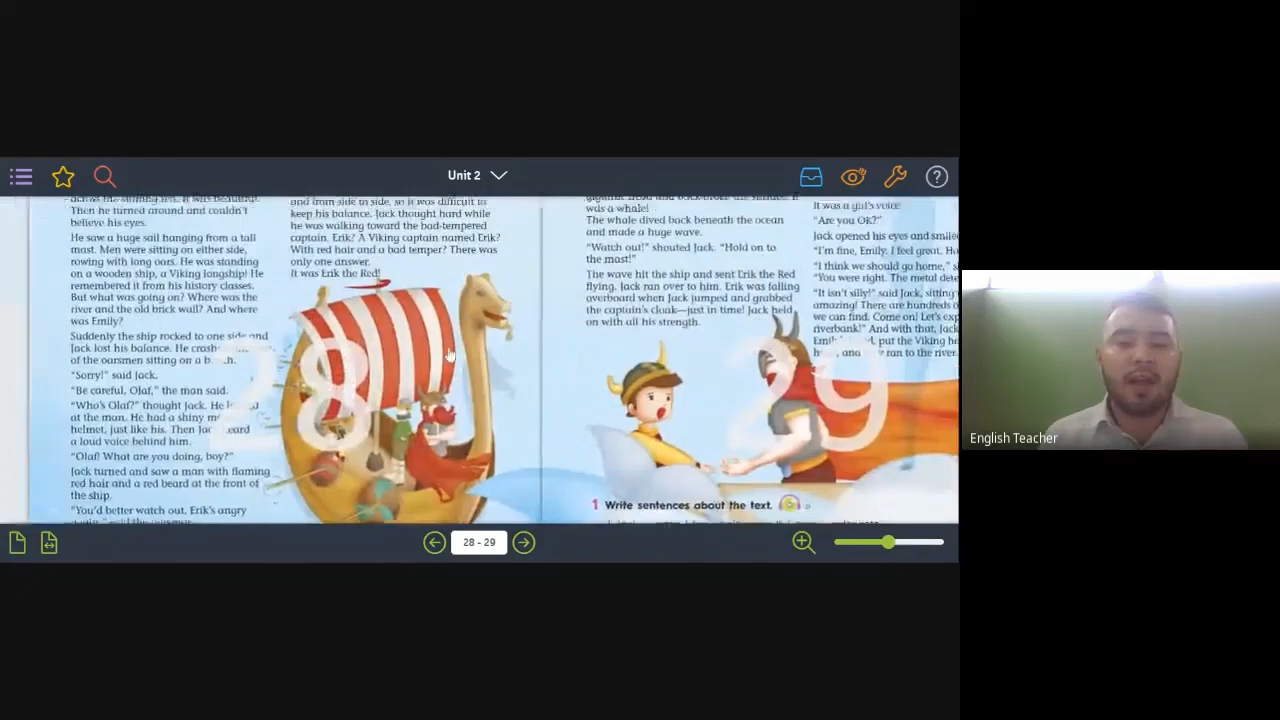 Unit 2
across the shining sea. It was beautiful.
Then he turned around and couldn't
believe his eyes.
He saw a huge sail hanging from a tall
mast. Men were sitting on either side,
rowing with long oars. He was standing
on a wooden ship, a Viking longship! He
remembered it from his history classes.
But what was going on? Where was the
river and the old brick wall? And where
was Emily?
Suddenly the ship rocked to one side and
Jack lost his balance. He crashed
of the oarsmen sitting on a
"Sorry!" said Jack.
"Be careful, Olaf," the man said.
"Who's Olaf?" thought Jack. He
at the man. He had a shiny
helmet, just like his. Then Jack heard
a loud voice behind him.
"Olaf! What are you doing, boy?"
Jack turned and saw a man with flaming
red hair and a red beard at the front of
the ship.
"You'd better watch out. Erik's angry
and from side to side, so it was difficult to
keep his balance. Jack thought hard while
he was walking toward the bad-tempered
captain. Erik? A Viking captain named Erik?
With red hair and a bad temper? There was
only one answer.
It was Erik the Red!
28
was a whale!
The whale dived back beneath the ocean
and made a huge wave.
"Watch out!" shouted Jack. "Hold on to
the mast!"
The wave hit the ship and sent Erik the Red
flying. Jack ran over to him. Erik was falling
overboard when Jack jumped and grabbed
the captain's cloak—just in time! Jack held
on with all his strength.
It was a girl's voice
"Are you OK?"
Jack opened his eyes and smile
"I'm fine, Emily. I feel great. Ho
"I think we should go home," s
"You were right. The metal dete
"It isn't silly!" said Jack, sitting
amazing! There are hundreds o
we can find. Come on! Let's exp
riverbank!" And with that, Jack
put the Viking he
and ran to the river.
29
1 Write sentences about the text.
28 - 29
English Teacher